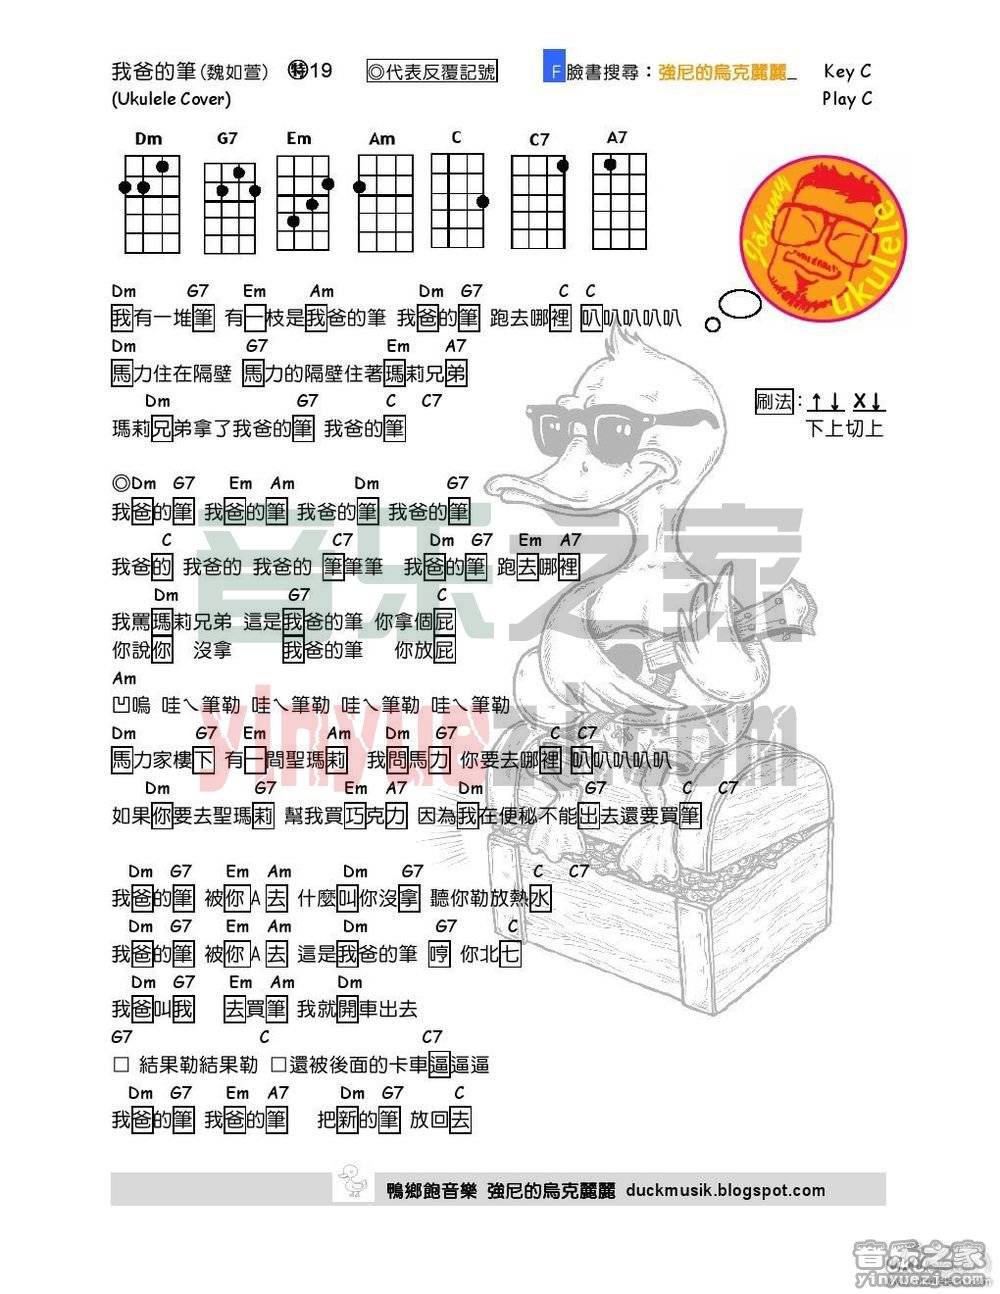 我爸的筆(魏如萱) ㊕19 ◎代表反覆記號 F臉書搜尋：強尼的烏克麗麗_ Key C
(Ukulele Cover) Play C
Dm G7 Em Am C C7 A7
Jöhnny ukulele
Dm G7 Em Am Dm G7 C C
我有一堆筆 有一枝是我爸的筆 我爸的筆 跑去哪裡 叭叭叭叭叭
Dm G7 Em A7
馬力住在隔壁 馬力的隔壁住著瑪莉兄弟
Dm G7 C C7
瑪莉兄弟拿了我爸的筆 我爸的筆
刷法：↑↓ X↓
下上切上
◎Dm G7 Em Am Dm G7
我爸的筆 我爸的筆 我爸的筆 我爸的筆
C C7 Dm G7 Em A7
我爸的 我爸的 我爸的 筆筆筆 我爸的筆 跑去哪裡
Dm G7 C
我罵瑪莉兄弟 這是我爸的筆 你拿個屁
你說你 沒拿 我爸的筆 你放屁
Am
凹嗚 哇ㄟ筆勒 哇ㄟ筆勒 哇ㄟ筆勒 哇ㄟ筆勒
Dm G7 Em Am Dm G7 C C
馬力家樓下 有一間聖瑪莉 我問馬力 你要去哪裡 叭叭叭叭叭
Dm G7 Em A7 Dm G7 C C7
如果你要去聖瑪莉 幫我買巧克力 因為我在便秘不能出去還要買筆
Dm G7 Em Am Dm G7 C C7
我爸的筆 被你A去 什麼叫你沒拿 聽你勒放熱水
Dm G7 Em Am Dm G7 C
我爸的筆 被你A去 這是我爸的筆 哼 你北七
Dm G7 Em Am Dm
我爸叫我 去買筆 我就開車出去
G7 C C7
□ 結果勒結果勒 □還被後面的卡車逼逼逼
Dm G7 Em A7 Dm G7 C
我爸的筆 我爸的筆 把新的筆 放回去
音乐之家
yinyuezj.com
鴨鄉飽音樂 強尼的烏克麗麗 duckmusik.blogspot.com
音乐之家
yinyuezj.com